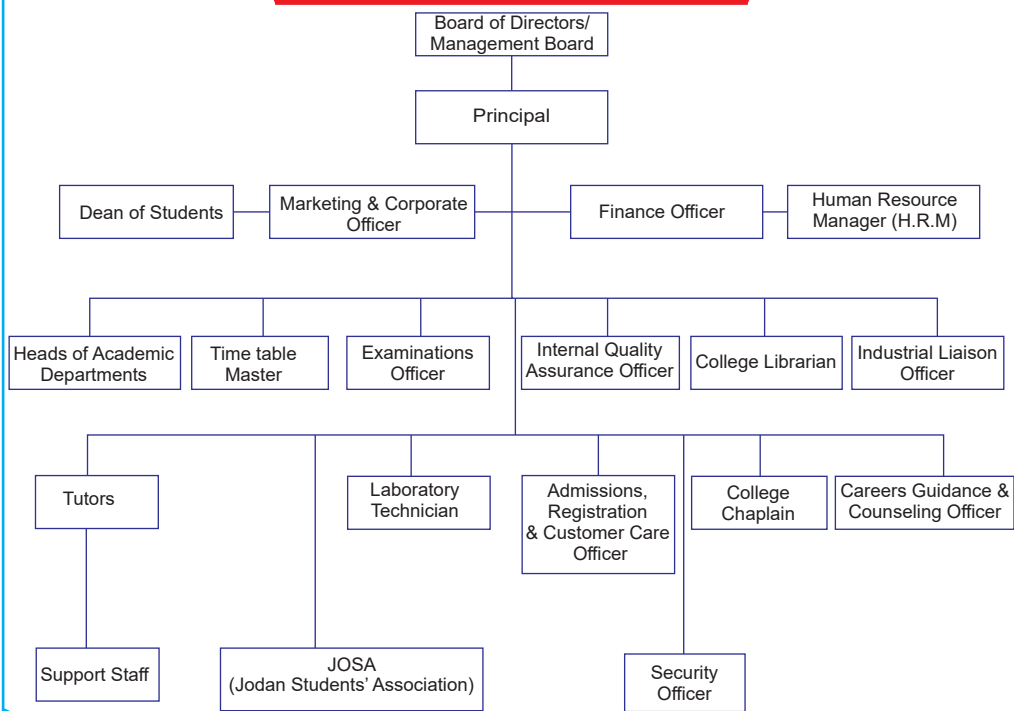 Board of Directors/
Management Board
Principal
Dean of Students
Marketing & Corporate
Officer
Finance Officer
Human Resource
Manager (H.R.M)
Heads of Academic
Departments
Time table
Master
Examinations
Officer
Internal Quality
Assurance Officer
College Librarian
Industrial Liaison
Officer
Tutors
Laboratory
Technician
Admissions,
Registration
& Customer Care
Officer
College
Chaplain
Careers Guidance &
Counseling Officer
Support Staff
JOSA
(Jodan Students' Association)
Security
Officer